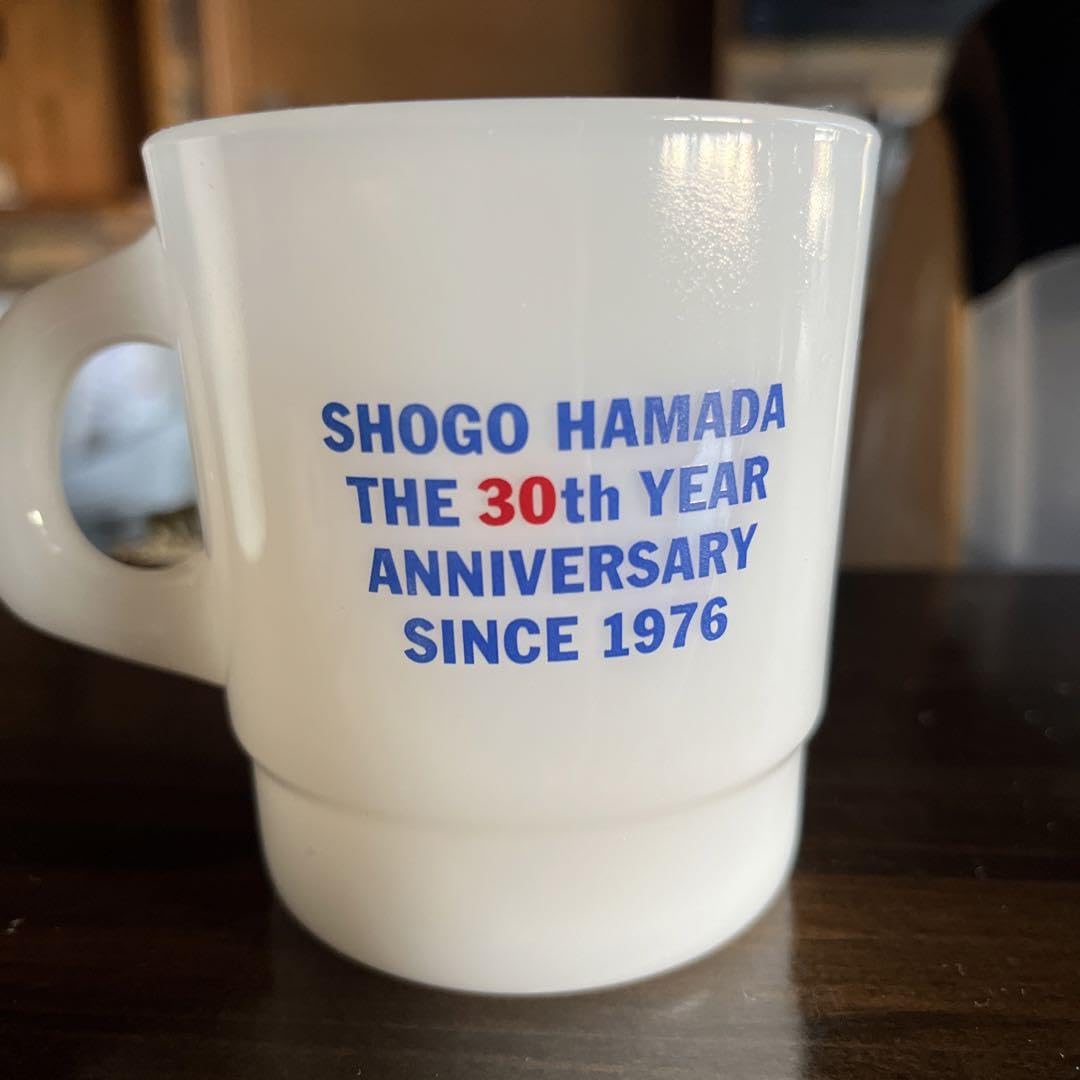 SHOGO HAMADA
THE 30th YEAR
ANNIVERSARY
SINCE 1976